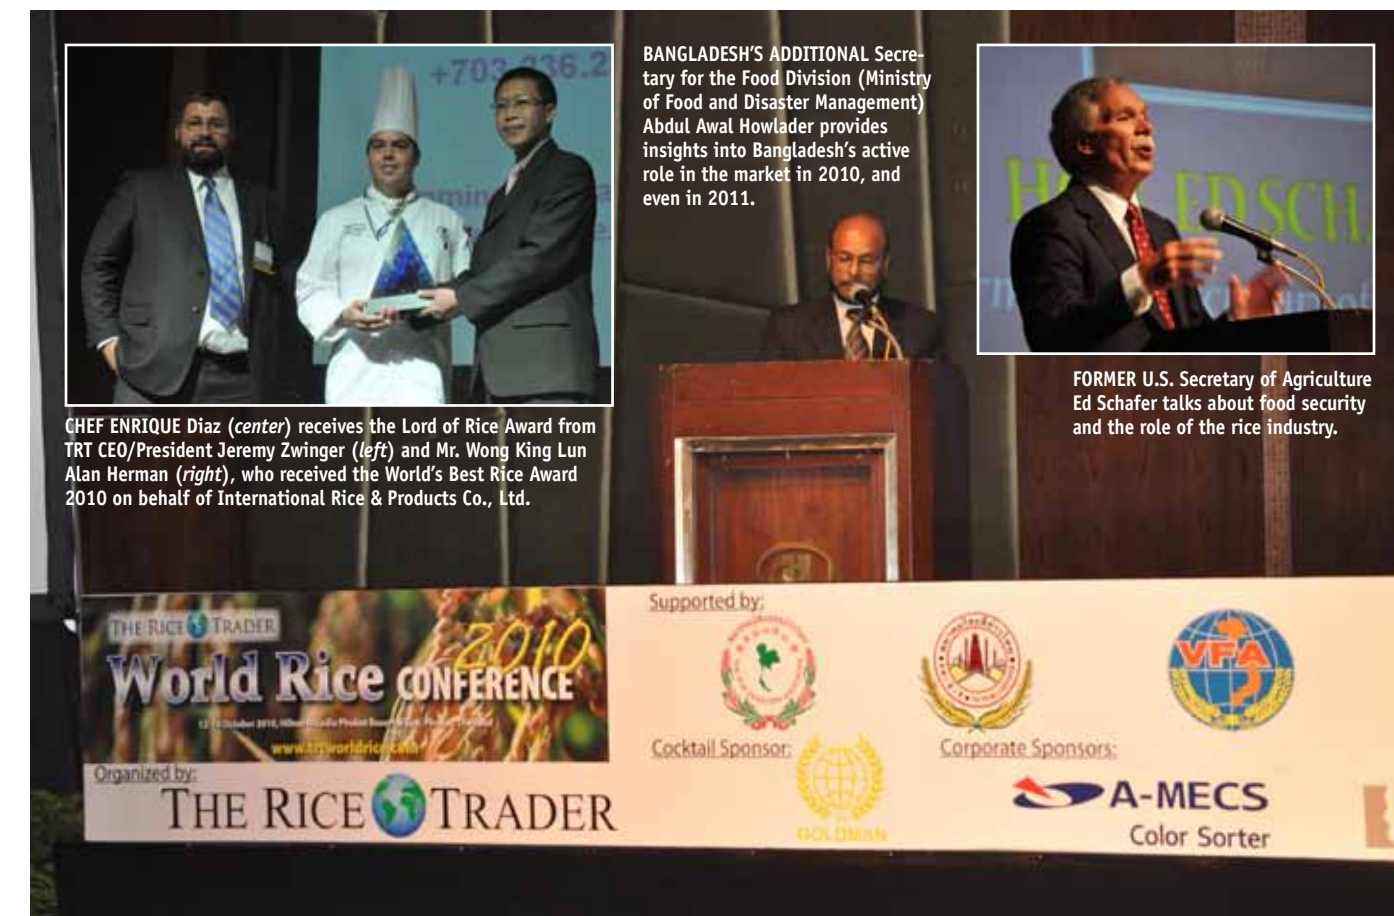 +703
BANGLADESH'S ADDITIONAL Secre-
tary for the Food Division (Ministry
of Food and Disaster Management)
Abdul Awal Howlader provides
insights into Bangladesh's active
role in the market in 2010, and
even in 2011.
ED SCH
CHEF ENRIQUE Diaz (center) receives the Lord of Rice Award from
TRT CEO/President Jeremy Zwinger (left) and Mr. Wong King Lun
Alan Herman (right), who received the World's Best Rice Award
2010 on behalf of International Rice & Products Co., Ltd.
FORMER U.S. Secretary of Agriculture
Ed Schafer talks about food security
and the role of the rice industry.
THE RICE TRADER
2010
World Rice CONFERENCE
www.trtworldrice.com
Organized by:
THE RICE TRADER
Supported by:
VFA
Cocktail Sponsor:
GOLDMAN
Corporate Sponsors:
A-MECS
Color Sorter